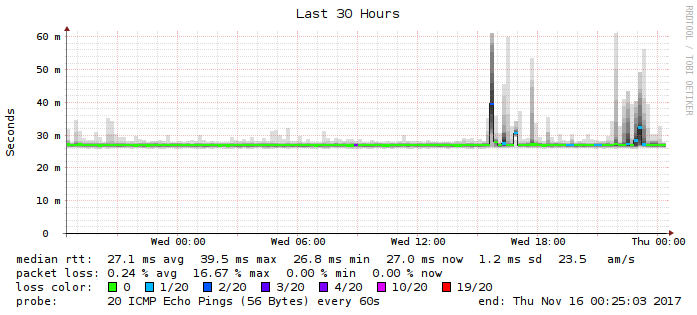 Last 30 Hours
RRDTOOL / TOBI OETIKER
Seconds
60 m
50 m
40 m
30 m
20 m
10 m
0
Wed 00:00 Wed 06:00 Wed 12:00 Wed 18:00 Thu 00:00
median rtt: 27.1 ms avg 39.5 ms max 26.8 ms min 27.0 ms now 1.2 ms sd 23.5 am/s
packet loss: 0.24 % avg 16.67 % max 0.00 % min 0.00 % now
loss color: 0 1/20 2/20 3/20 4/20 10/20 19/20
probe: 20 ICMP Echo Pings (56 Bytes) every 60s end: Thu Nov 16 00:25:03 2017